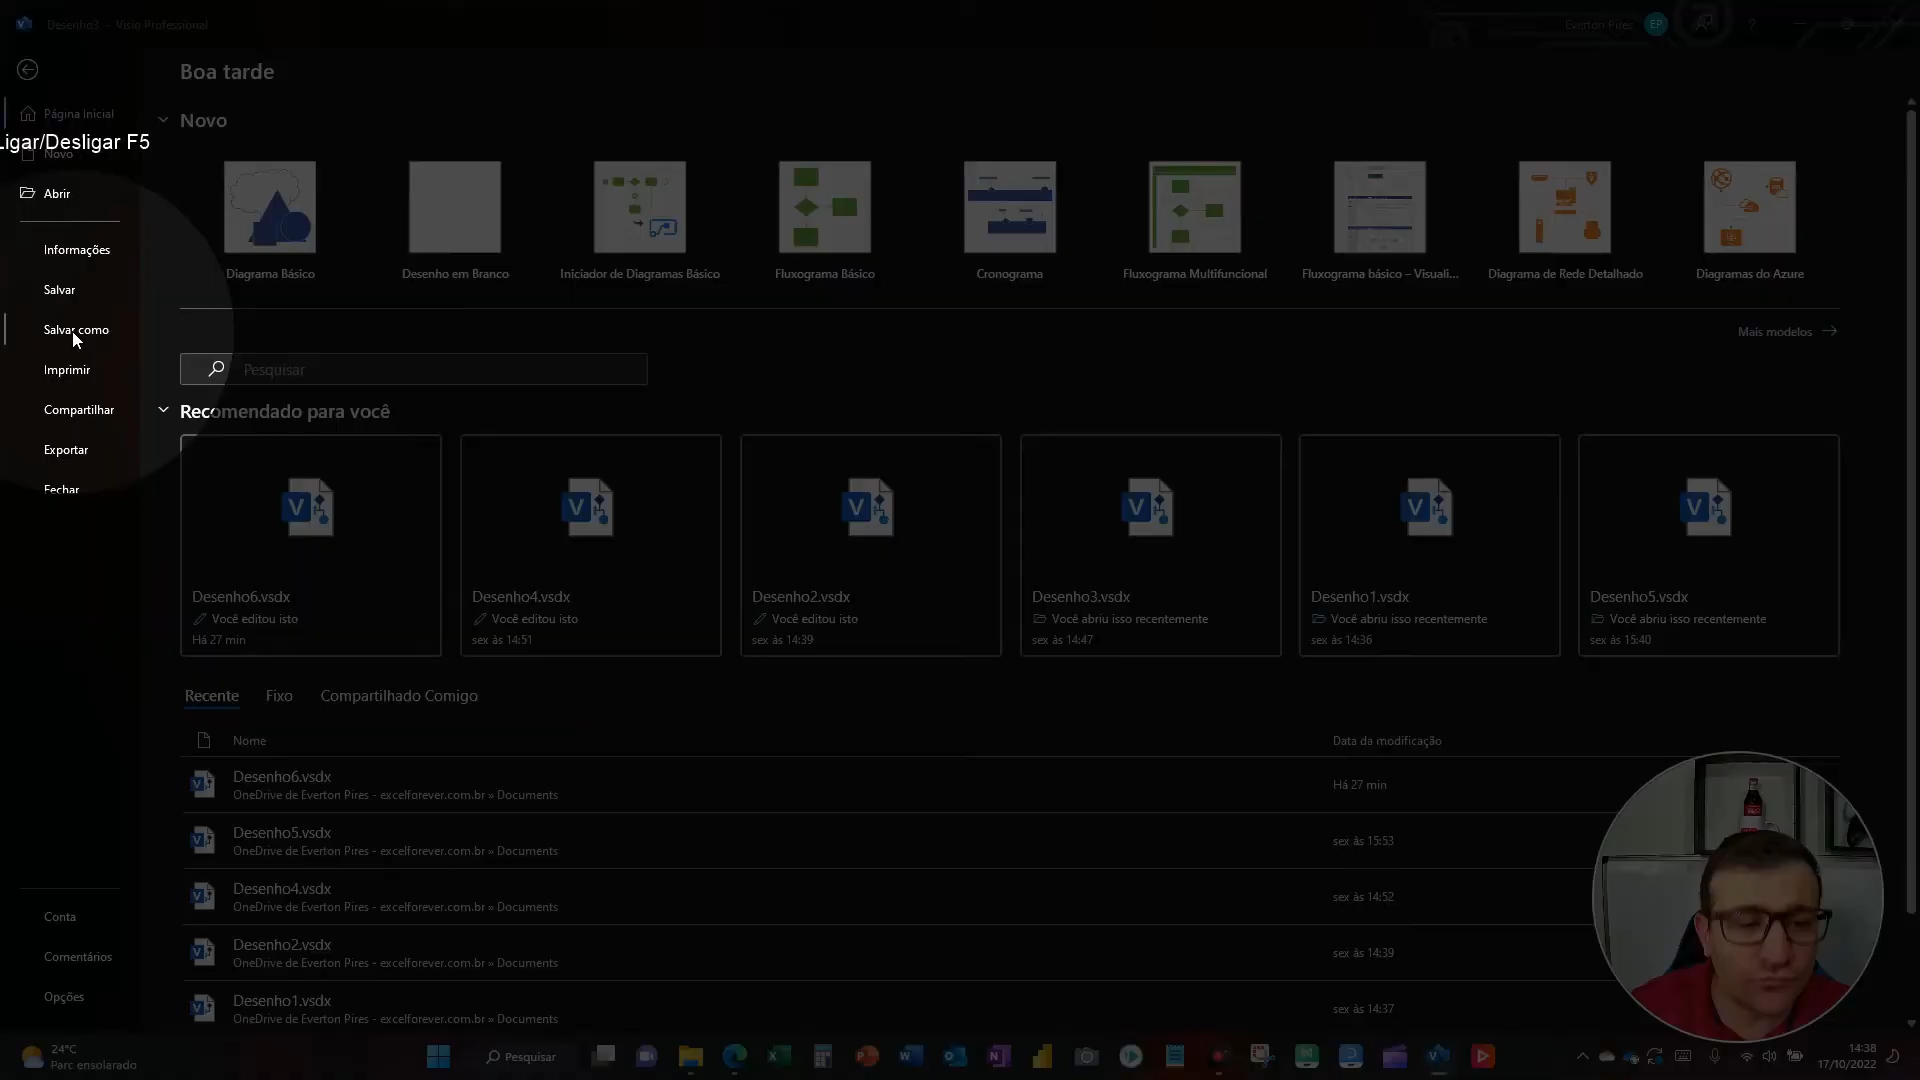 Desenho3 - Visio Professional
Everton Pires
EP
?
Boa tarde
Página Inicial
Ligar/Desligar F5
Novo
Abrir
Informações
Salvar
Salvar como
Imprimir
Compartilhar
Exportar
Fechar
Conta
Comentários
Opções
Novo
Diagrama Básico
Desenho em Branco
Iniciador de Diagramas Básico
Fluxograma Básico
Cronograma
Fluxograma Multifuncional
Fluxograma básico – Visuali...
Diagrama de Rede Detalhado
Diagramas do Azure
Mais modelos
Pesquisar
Recomendado para você
Desenho6.vsdx
Você editou isto
Há 27 min
Desenho4.vsdx
Você editou isto
sex às 14:51
Desenho2.vsdx
Você editou isto
sex às 14:39
Desenho3.vsdx
Você abriu isso recentemente
sex às 14:47
Desenho1.vsdx
Você abriu isso recentemente
sex às 14:36
Desenho5.vsdx
Você abriu isso recentemente
sex às 15:40
Recente
Fixo
Compartilhado Comigo
Nome
Data da modificação
Desenho6.vsdx
OneDrive de Everton Pires - excelforever.com.br » Documents
Há 27 min
Desenho5.vsdx
OneDrive de Everton Pires - excelforever.com.br » Documents
sex às 15:53
Desenho4.vsdx
OneDrive de Everton Pires - excelforever.com.br » Documents
sex às 14:52
Desenho2.vsdx
OneDrive de Everton Pires - excelforever.com.br » Documents
sex às 14:39
Desenho1.vsdx
OneDrive de Everton Pires - excelforever.com.br » Documents
sex às 14:37
24°C
Parc ensolarado
Pesquisar
14:38
17/10/2022